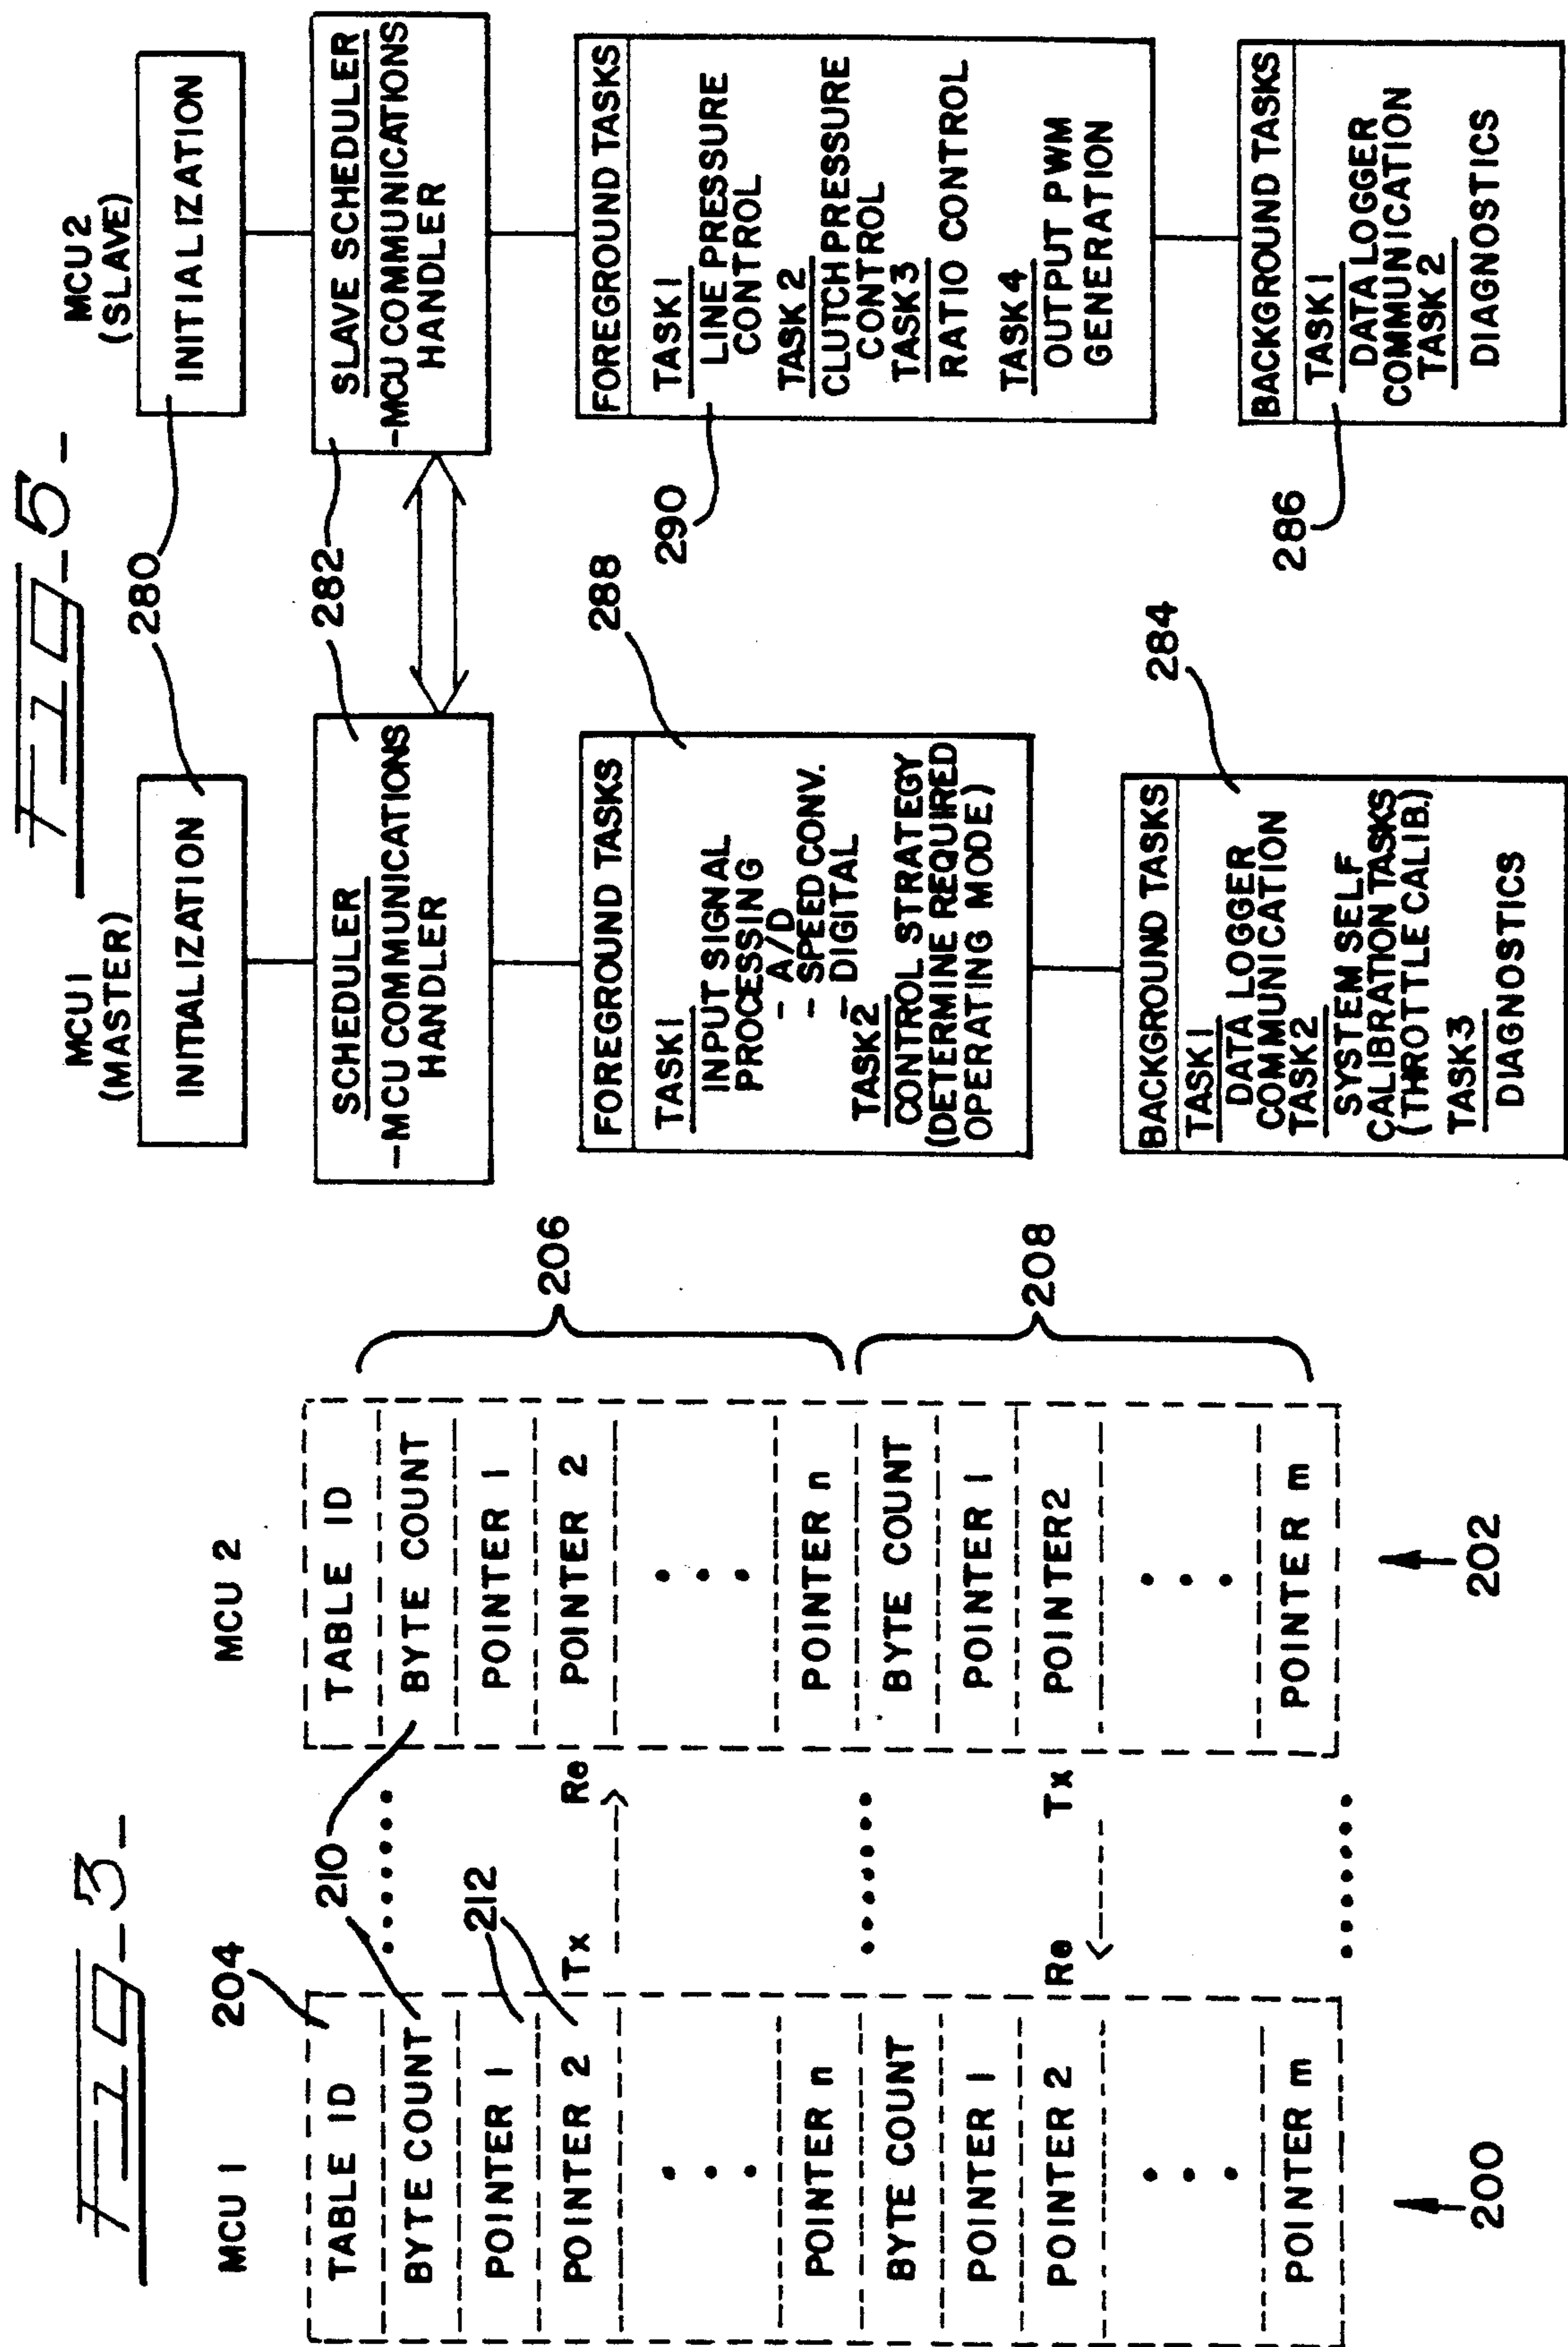 FIG. 3
MCU 1
204
TABLE ID
BYTE COUNT
POINTER 1
POINTER 2
POINTER n
BYTE COUNT
POINTER 1
POINTER 2
POINTER m
200
210
212
Tx
Re
Re
Tx
MCU 2
TABLE ID
BYTE COUNT
POINTER 1
POINTER 2
POINTER n
BYTE COUNT
POINTER 1
POINTER2
POINTER m
202
206
208
FIG. 5
MCU1
(MASTER)
INITIALIZATION
280
SCHEDULER
-MCU COMMUNICATIONS
HANDLER
282
FOREGROUND TASKS
288
TASK1
INPUT SIGNAL
PROCESSING
- A/D
- SPEED CONV.
- DIGITAL
TASK2
CONTROL STRATEGY
(DETERMINE REQUIRED
OPERATING MODE)
BACKGROUND TASKS
284
TASK1
DATA LOGGER
COMMUNICATION
TASK2
SYSTEM SELF
CALIBRATION TASKS
(THROTTLE CALIB.)
TASK3
DIAGNOSTICS
MCU2
(SLAVE)
INITIALIZATION
SLAVE SCHEDULER
-MCU COMMUNICATIONS
HANDLER
FOREGROUND TASKS
290
TASK1
LINE PRESSURE
CONTROL
TASK2
CLUTCH PRESSURE
CONTROL
TASK3
RATIO CONTROL
TASK4
OUTPUT PWM
GENERATION
BACKGROUND TASKS
286
TASK1
DATA LOGGER
COMMUNICATION
TASK 2
DIAGNOSTICS